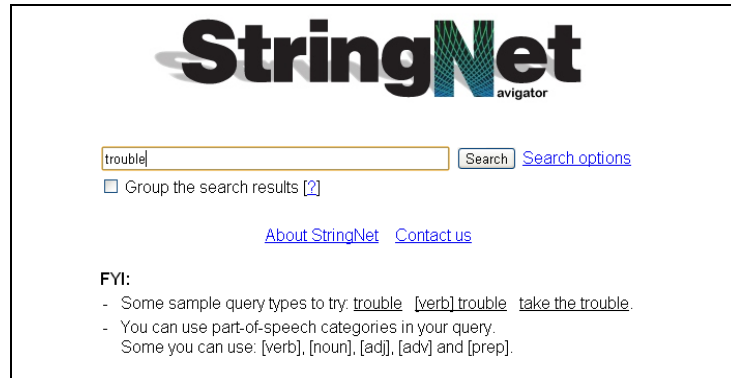 StringNet
avigator
trouble Search Search options
Group the search results [?]
About StringNet Contact us
FYI:
- Some sample query types to try: trouble [verb] trouble take the trouble.
- You can use part-of-speech categories in your query.
Some you can use: [verb], [noun], [adj], [adv] and [prep].